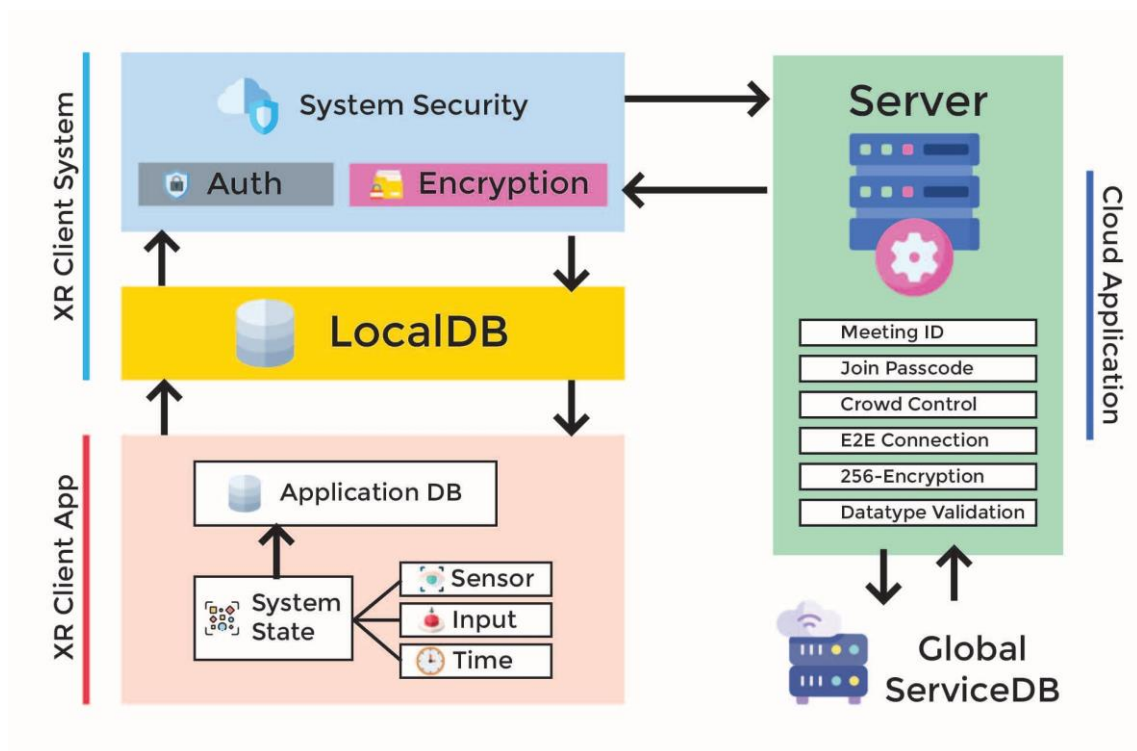 XR Client System
System Security
Auth
Encryption
LocalDB
XR Client App
Application DB
System
State
Sensor
Input
Time
Server
Meeting ID
Join Passcode
Crowd Control
E2E Connection
256-Encryption
Datatype Validation
Cloud Application
Global
ServiceDB